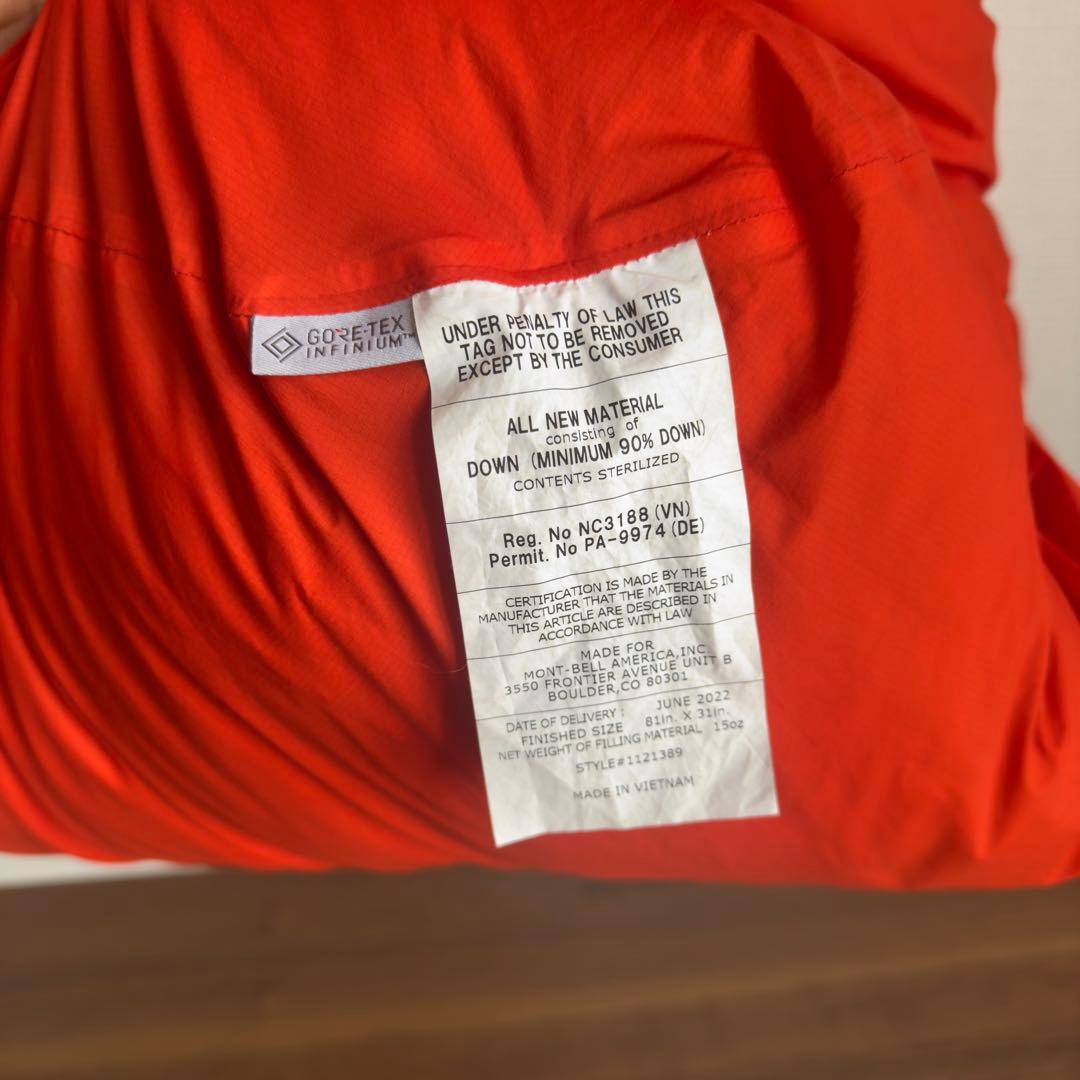 GORE-TEX
INFINIUM™
UNDER PENALTY OF LAW THIS
TAG NOT TO BE REMOVED
EXCEPT BY THE CONSUMER
ALL NEW MATERIAL
consisting of
DOWN (MINIMUM 90% DOWN)
CONTENTS STERILIZED
Reg. No NC3188 (VN)
Permit. No PA-9974 (DE)
CERTIFICATION IS MADE BY THE
MANUFACTURER THAT THE MATERIALS IN
THIS ARTICLE ARE DESCRIBED IN
ACCORDANCE WITH LAW
MADE FOR
MONT-BELL AMERICA,INC.
3550 FRONTIER AVENUE UNIT B
BOULDER,CO 80301
DATE OF DELIVERY : JUNE 2022
FINISHED SIZE 81in. X 31in.
NET WEIGHT OF FILLING MATERIAL 15oz
STYLE#1121389
MADE IN VIETNAM